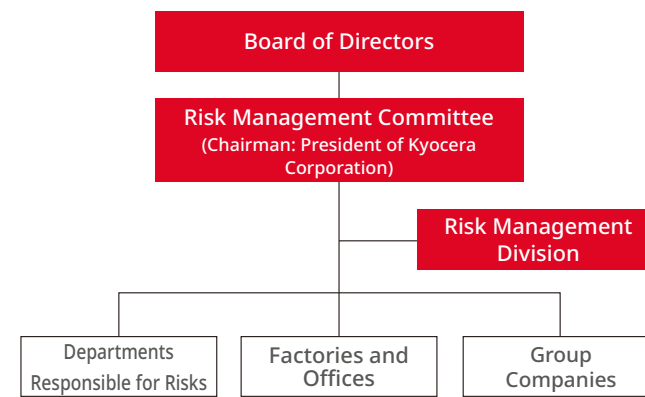 Board of Directors
Risk Management Committee
(Chairman: President of Kyocera
Corporation)
Risk Management
Division
Departments
Responsible for Risks
Factories and
Offices
Group
Companies